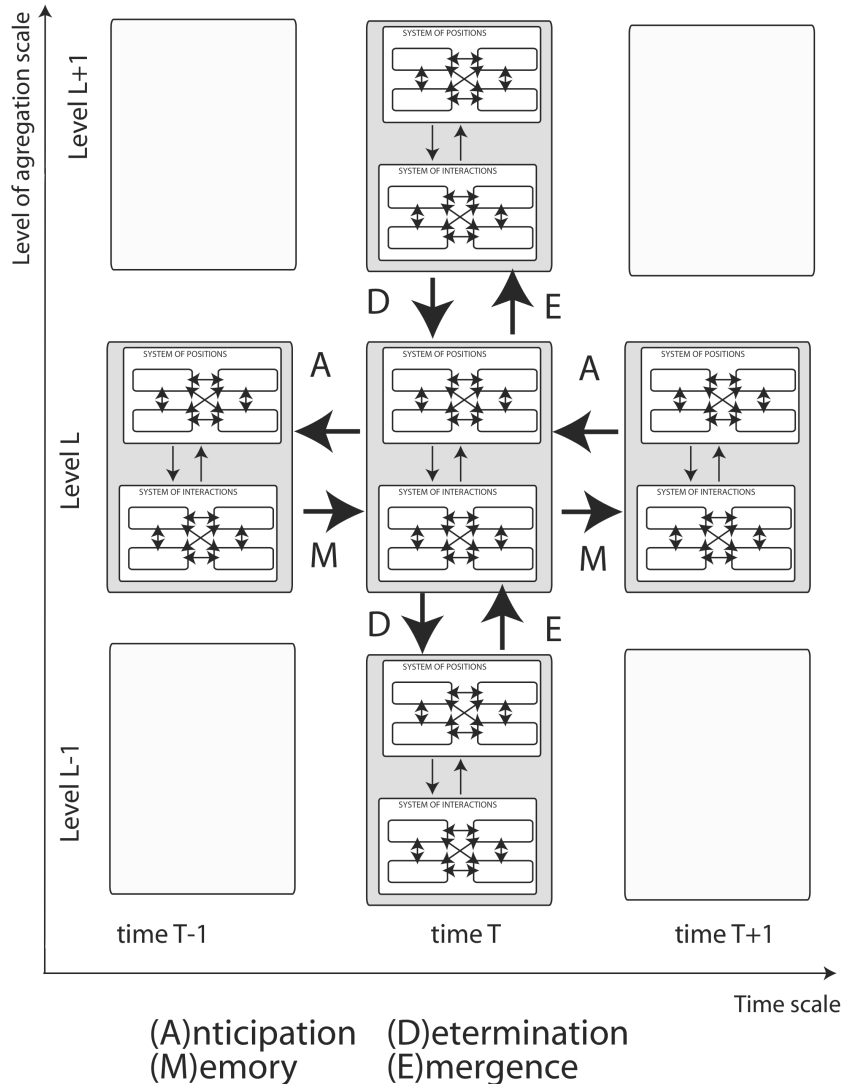 Level of agregation scale
Level L+1
SYSTEM OF POSITIONS
SYSTEM OF INTERACTIONS
D
E
Level L
SYSTEM OF POSITIONS
SYSTEM OF INTERACTIONS
A
M
SYSTEM OF POSITIONS
SYSTEM OF INTERACTIONS
A
M
SYSTEM OF POSITIONS
SYSTEM OF INTERACTIONS
D
E
Level L-1
SYSTEM OF POSITIONS
SYSTEM OF INTERACTIONS
time T-1
time T
time T+1
Time scale
(A)nticipation (D)etermination
(M)emory (E)mergence